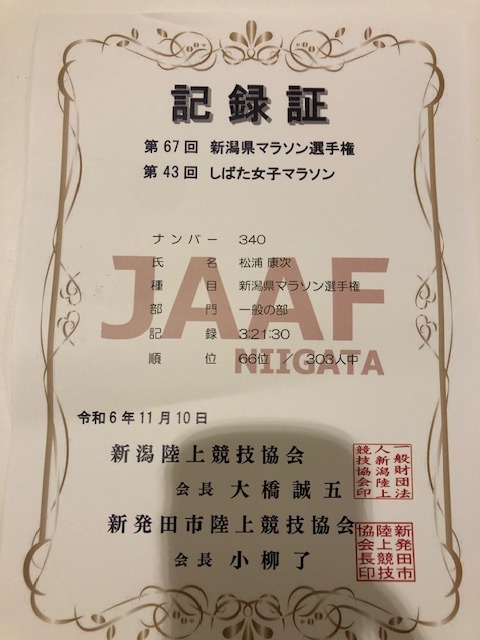 記録証
第67回 新潟県マラソン選手権
第43回 しばた女子マラソン
JAAF
NIIGATA
ナンバー 340
氏名 松浦 康次
種目 新潟県マラソン選手権
部門 一般の部
記録 3:21:30
順位 66位 / 303人中
令和6年11月10日
新潟陸上競技協会
会長 大橋誠五
一般財団法
人新潟陸上
競技協会印
新発田市陸上競技協会
会長 小柳了
新発田市
陸上競技
協会長印